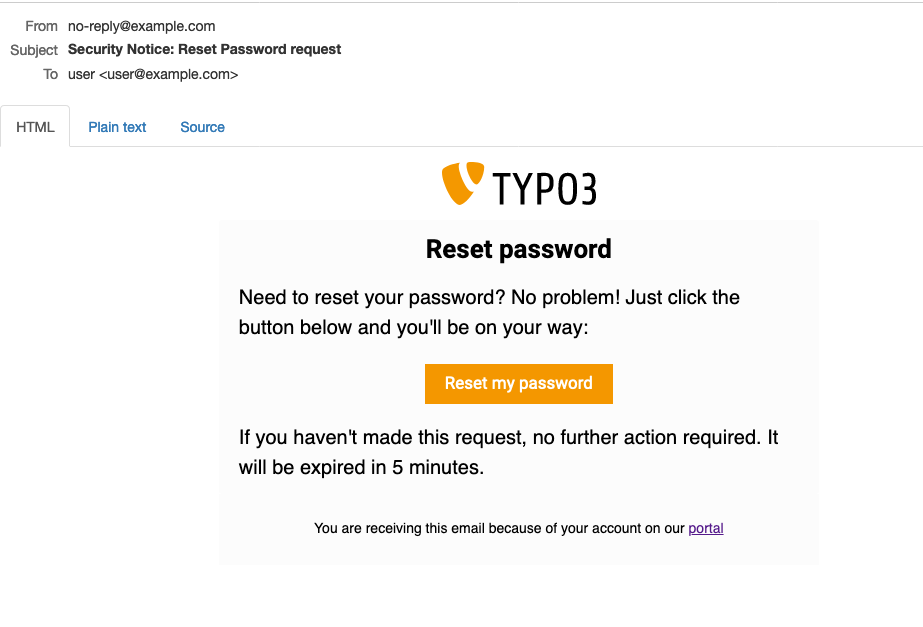 From no-reply@example.com
Subject Security Notice: Reset Password request
To user <user@example.com>
HTML Plain text Source
TYPO3
Reset password
Need to reset your password? No problem! Just click the
button below and you'll be on your way:
Reset my password
If you haven't made this request, no further action required. It
will be expired in 5 minutes.
You are receiving this email because of your account on our portal